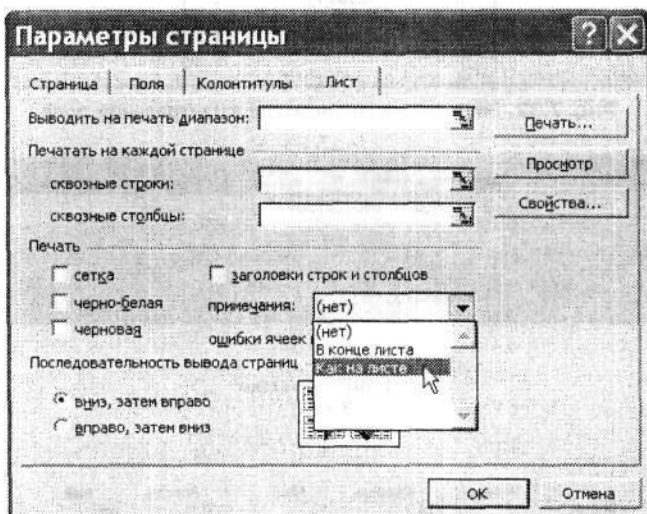 Параметры страницы
Страница Поля Колонтитулы Лист
Выводить на печать диапазон:
Печать...
Печатать на каждой странице
Просмотр
сквозные строки:
Свойства...
сквозные столбцы:
Печать
сетка
заголовки строк и столбцов
черно-белая
примечания: (нет)
черновая
(нет)
ошибки ячеек
В конце листа
Последовательность вывода страниц
Как на листе
вниз, затем вправо
вправо, затем вниз
ОК
Отмена